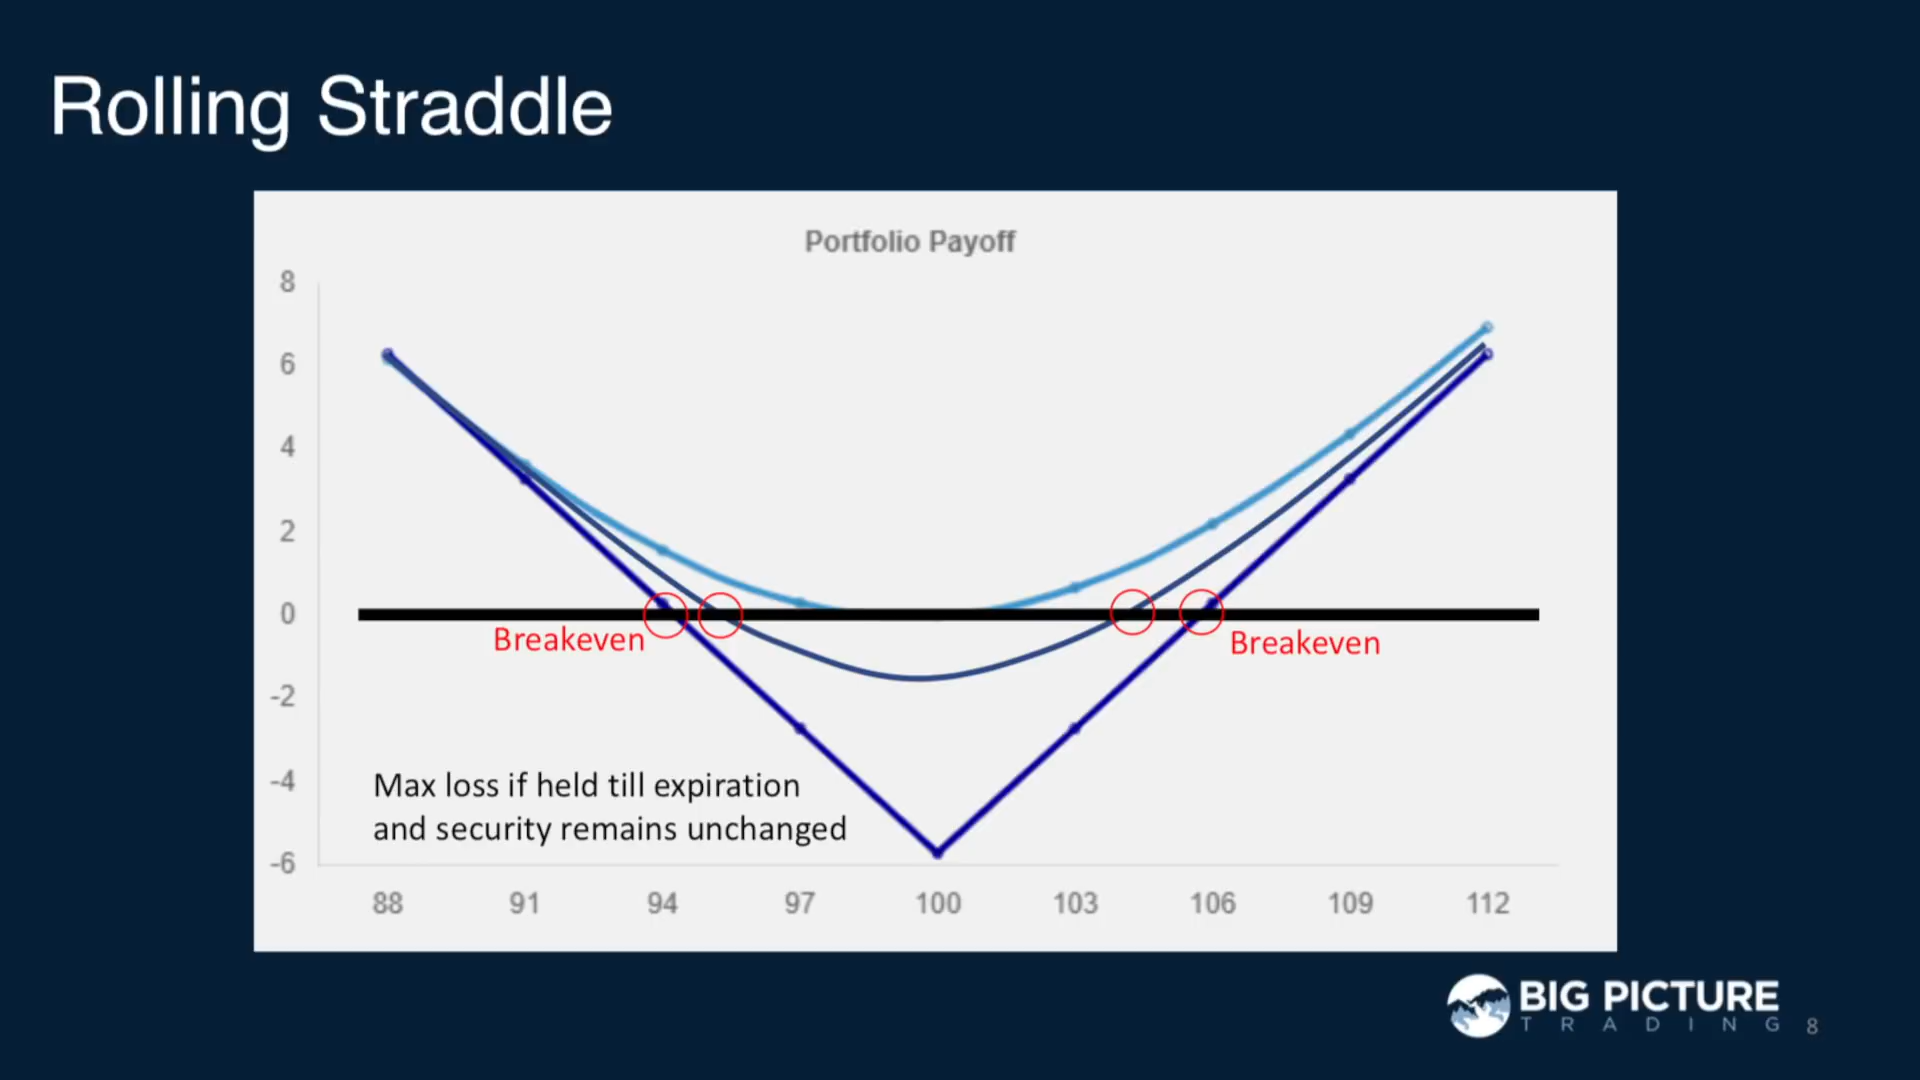 Rolling Straddle
Portfolio Payoff
8
6
4
2
0
-2
-4
-6
Breakeven
Breakeven
Max loss if held till expiration
and security remains unchanged
88 91 94 97 100 103 106 109 112
BIG PICTURE
TRADING
8